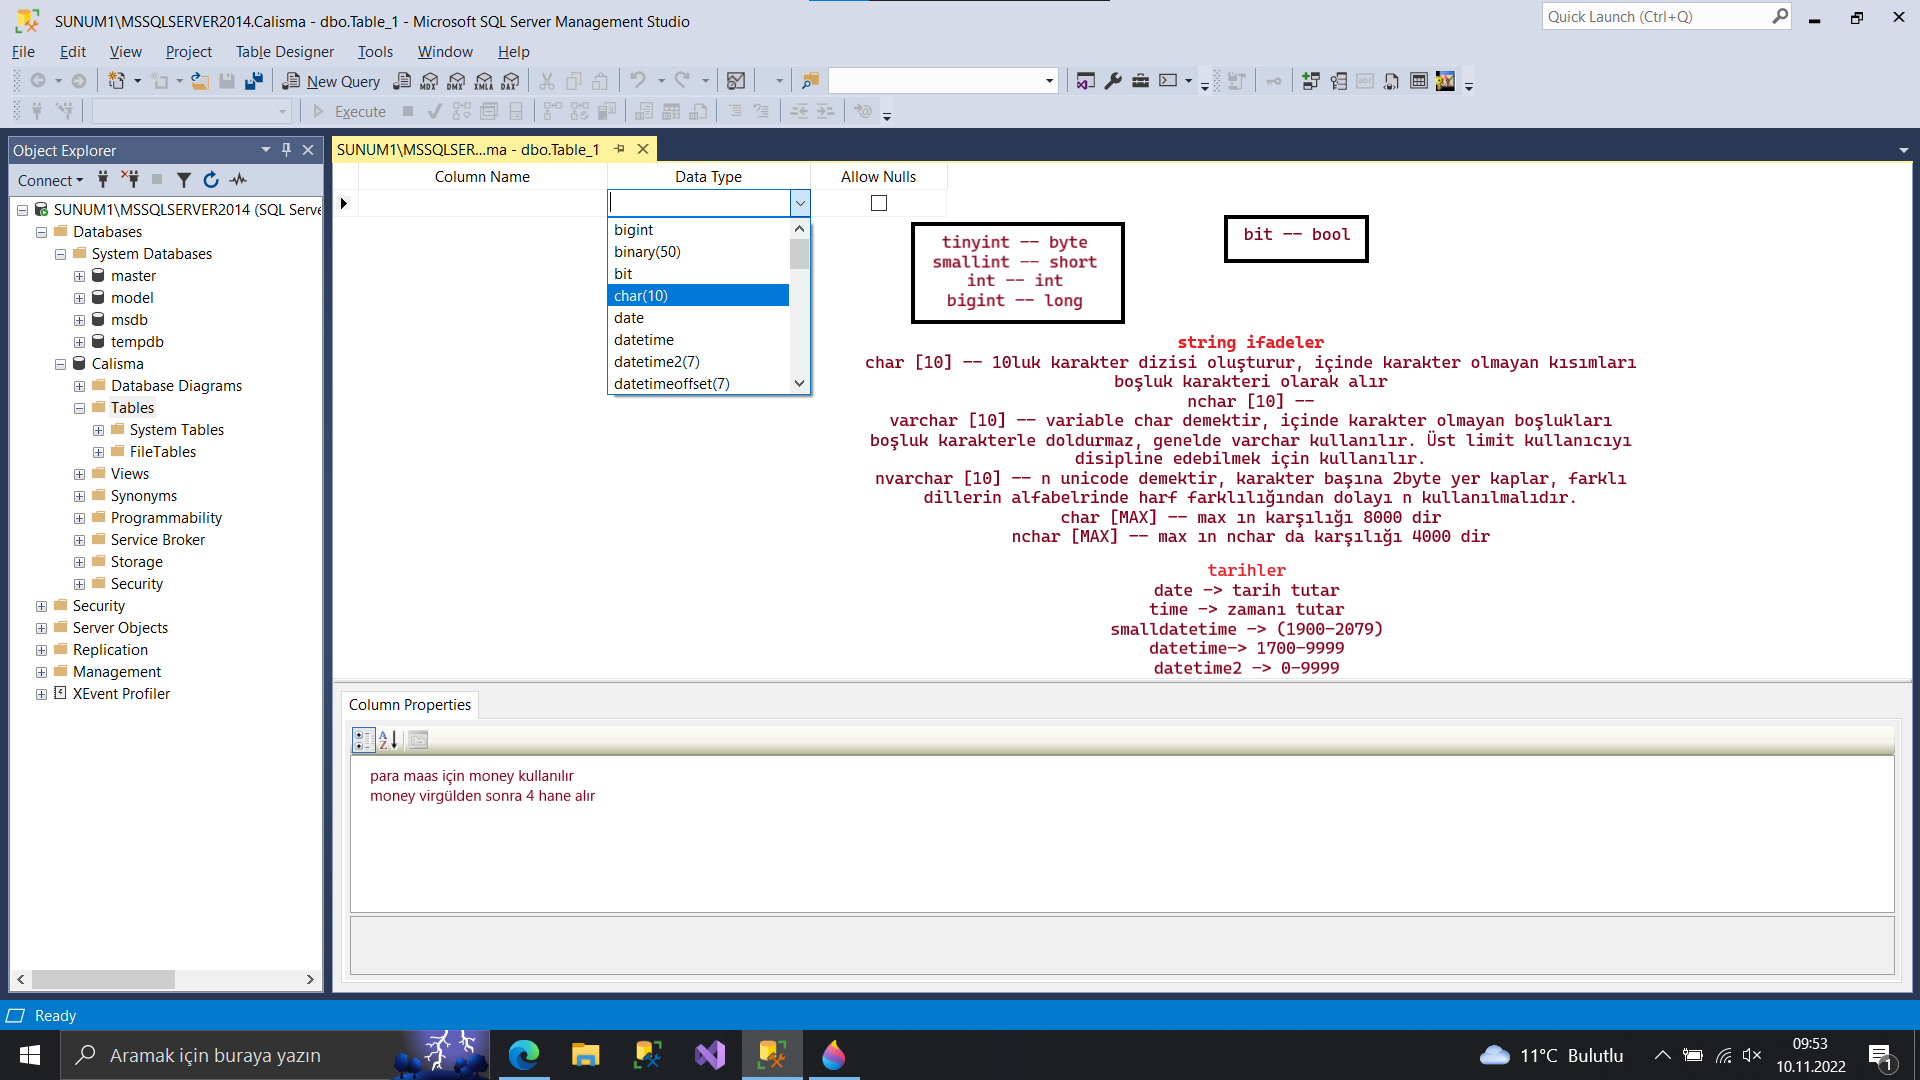 SUNUM1\MSSQLSERVER2014.Calisma - dbo.Table_1 - Microsoft SQL Server Management Studio
Quick Launch (Ctrl+Q)
File Edit View Project Table Designer Tools Window Help
New Query MDX DMX XMLA DAX
Execute
Object Explorer
SUNUM1\MSSQLSER...ma - dbo.Table_1
Connect
Column Name Data Type Allow Nulls
SUNUM1\MSSQLSERVER2014 (SQL Serve
Databases
System Databases
master
model
msdb
tempdb
Calisma
Database Diagrams
Tables
System Tables
FileTables
Views
Synonyms
Programmability
Service Broker
Storage
Security
Security
Server Objects
Replication
Management
XEvent Profiler
bigint
binary(50)
bit
char(10)
date
datetime
datetime2(7)
datetimeoffset(7)
tinyint -- byte
smallint -- short
int -- int
bigint -- long
bit -- bool
string ifadeler
char [10] -- 10luk karakter dizisi oluşturur, içinde karakter olmayan kısımları
boşluk karakteri olarak alır
nchar [10] --
varchar [10] -- variable char demektir, içinde karakter olmayan boşlukları
boşluk karakterle doldurmaz, genelde varchar kullanılır. Üst limit kullanıcıyı
disipline edebilmek için kullanılır.
nvarchar [10] -- n unicode demektir, karakter başına 2byte yer kaplar, farklı
dillerin alfabelrinde harf farklılığından dolayı n kullanılmalıdır.
char [MAX] -- max ın karşılığı 8000 dir
nchar [MAX] -- max ın nchar da karşılığı 4000 dir
tarihler
date -> tarih tutar
time -> zamanı tutar
smalldatetime -> (1900-2079)
datetime-> 1700-9999
datetime2 -> 0-9999
Column Properties
para maas için money kullanılır
money virgülden sonra 4 hane alır
Ready
Aramak için buraya yazın
11°C Bulutlu
09:53
10.11.2022
1